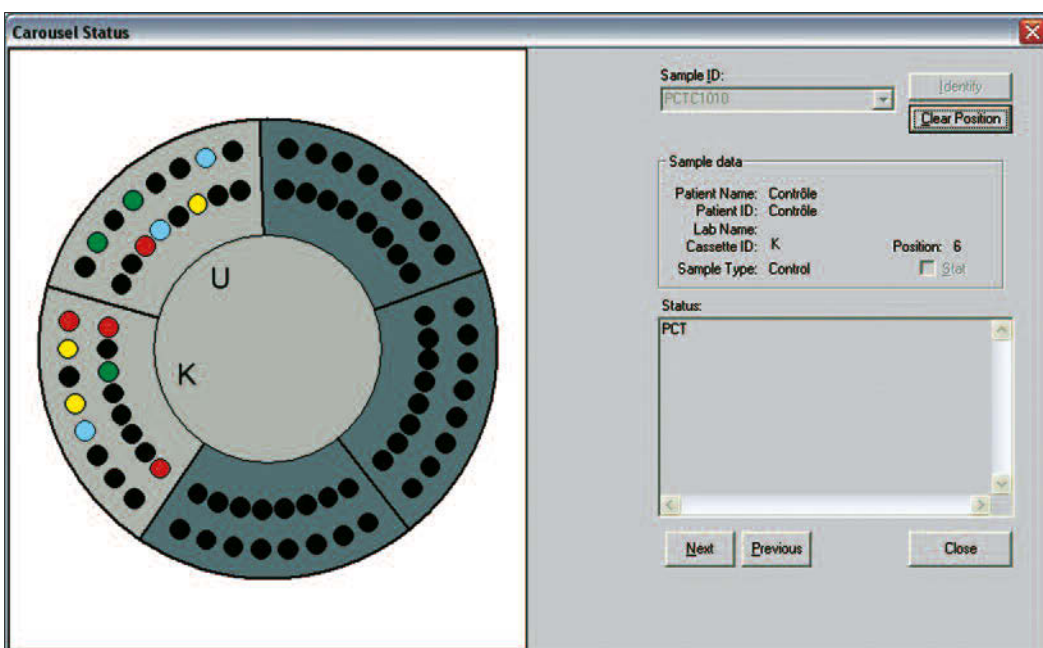 Carousel Status
U
K
Sample ID:
PCTC1010
Identify
Clear Position
Sample data
Patient Name: Contrôle
Patient ID: Contrôle
Lab Name:
Cassette ID: K Position: 6
Sample Type: Control Stat
Status:
PCT
Next Previous Close